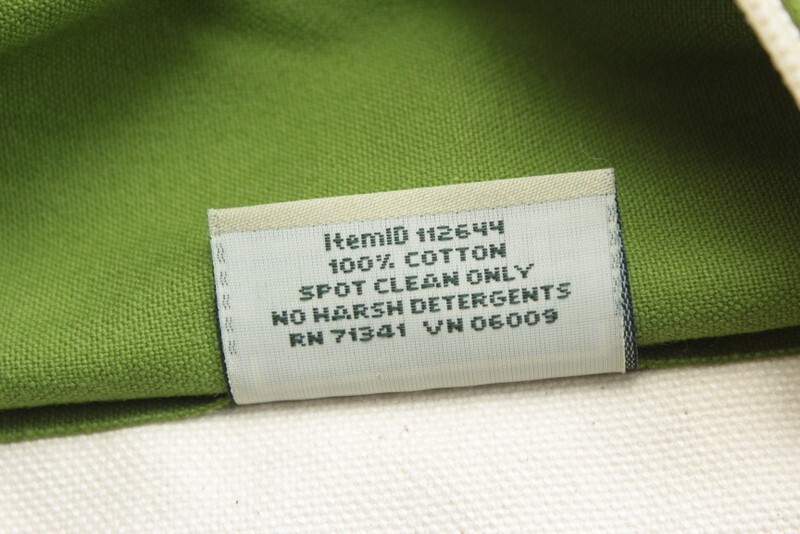 ItemID 112644
100% COTTON
SPOT CLEAN ONLY
NO HARSH DETERGENTS
RN 71341 VN 06009